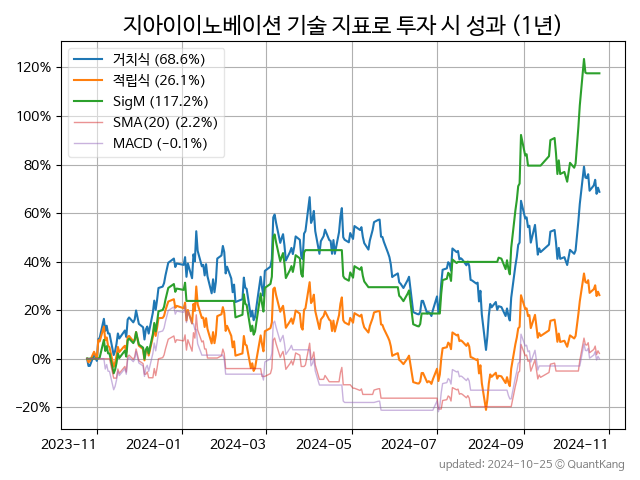 지아이이노베이션 기술 지표로 투자 시 성과 (1년)
거치식 (68.6%)
적립식 (26.1%)
SigM (117.2%)
SMA(20) (2.2%)
MACD (−0.1%)
120%
100%
80%
60%
40%
20%
0%
−20%
2023-11 2024-01 2024-03 2024-05 2024-07 2024-09 2024-11
updated: 2024-10-25 © QuantKang